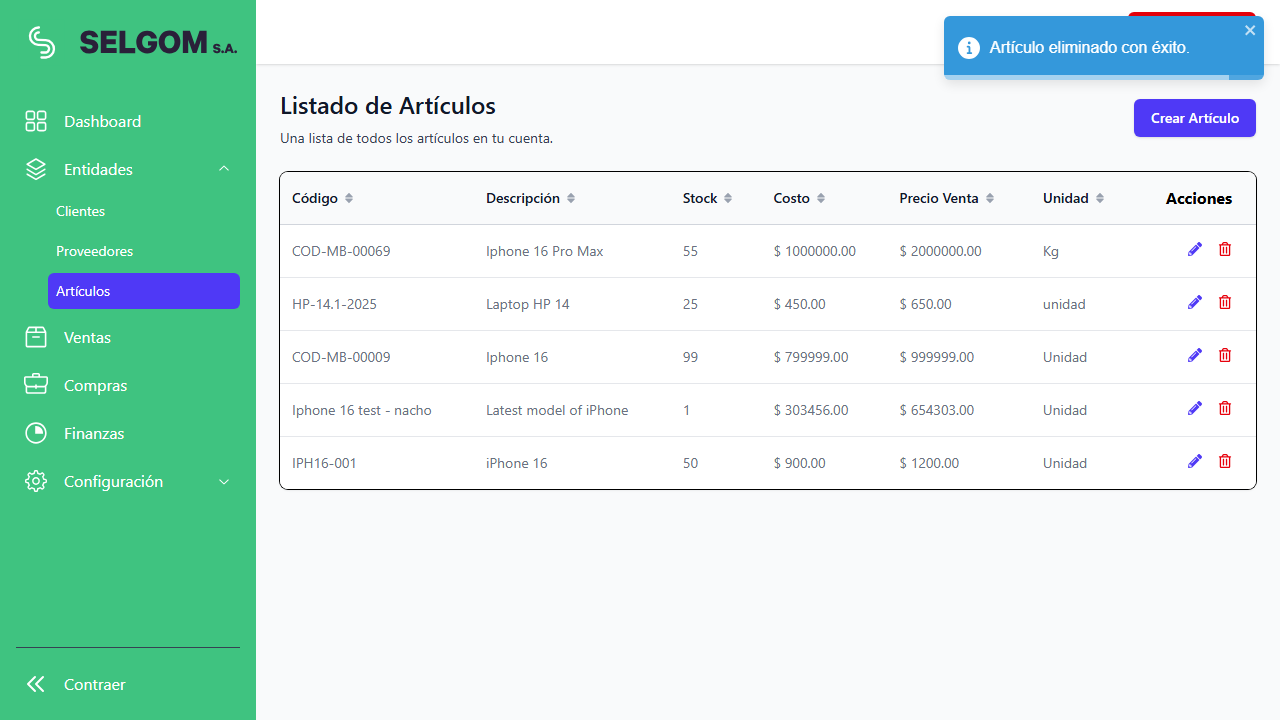 SELGOM S.A.
Artículo eliminado con éxito.
Dashboard
Entidades
Clientes
Proveedores
Artículos
Ventas
Compras
Finanzas
Configuración
Contraer
Listado de Artículos
Una lista de todos los artículos en tu cuenta.
Crear Artículo
Código Descripción Stock Costo Precio Venta Unidad Acciones
COD-MB-00069 Iphone 16 Pro Max 55 $ 1000000.00 $ 2000000.00 Kg
HP-14.1-2025 Laptop HP 14 25 $ 450.00 $ 650.00 unidad
COD-MB-00009 Iphone 16 99 $ 799999.00 $ 999999.00 Unidad
Iphone 16 test - nacho Latest model of iPhone 1 $ 303456.00 $ 654303.00 Unidad
IPH16-001 iPhone 16 50 $ 900.00 $ 1200.00 Unidad